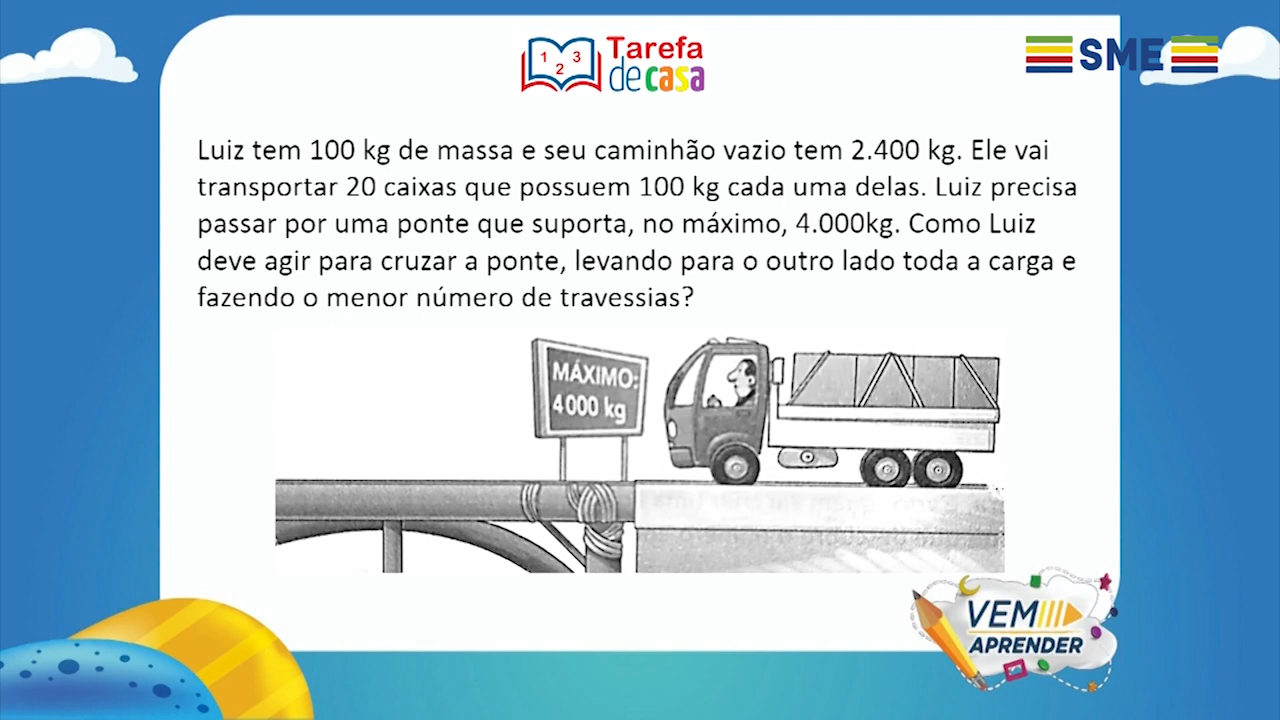 1 2 3
Tarefa
de casa
SME
Luiz tem 100 kg de massa e seu caminhão vazio tem 2.400 kg. Ele vai
transportar 20 caixas que possuem 100 kg cada uma delas. Luiz precisa
passar por uma ponte que suporta, no máximo, 4.000kg. Como Luiz
deve agir para cruzar a ponte, levando para o outro lado toda a carga e
fazendo o menor número de travessias?
MÁXIMO:
4000 kg
VEM
APRENDER